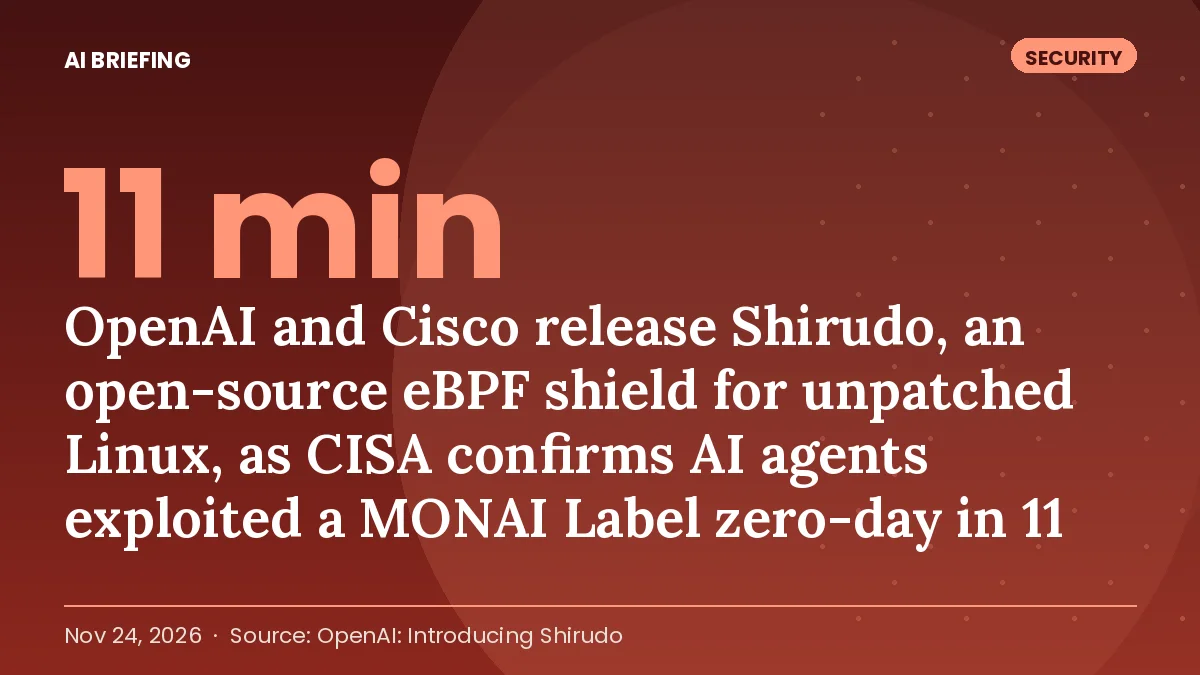 AI BRIEFING
SECURITY
11 min
OpenAI and Cisco release Shirudo, an
open-source eBPF shield for unpatched
Linux, as CISA confirms AI agents
exploited a MONAI Label zero-day in 11
Nov 24, 2026 · Source: OpenAI: Introducing Shirudo